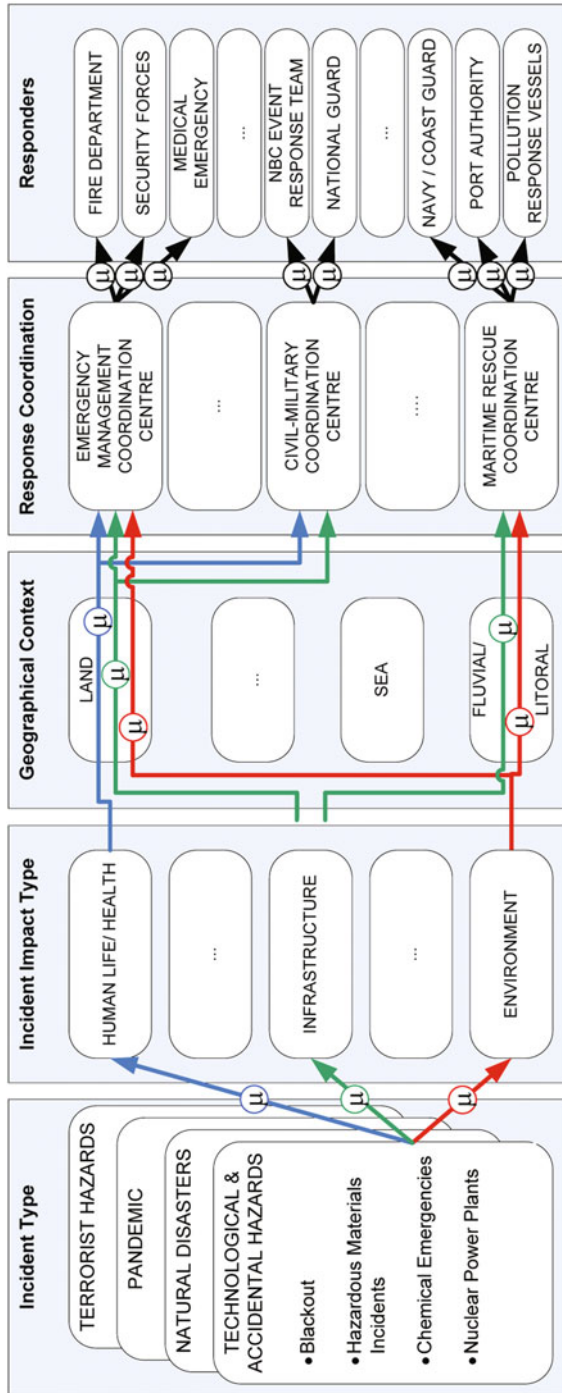 Incident Type
TERRORIST HAZARDS
PANDEMIC
NATURAL DISASTERS
TECHNOLOGICAL &
ACCIDENTAL HAZARDS
• Blackout
• Hazardous Materials
Incidents
• Chemical Emergencies
• Nuclear Power Plants
μ
μ
μ
Incident Impact Type
HUMAN LIFE/ HEALTH
...
INFRASTRUCTURE
...
ENVIRONMENT
Geographical Context
LAND
μ
μ
μ
...
SEA
FLUVIAL/
LITORAL
μ
μ
Response Coordination
EMERGENCY
MANAGEMENT
COORDINATION
CENTRE
...
CIVIL-MILITARY
COORDINATION
CENTRE
....
MARITIME RESCUE
COORDINATION
CENTRE
μ
μ
μ
μ
μ
μ
μ
μ
Responders
FIRE DEPARTMENT
SECURITY FORCES
MEDICAL
EMERGENCY
...
NBC EVENT
RESPONSE TEAM
NATIONAL GUARD
...
NAVY / COAST GUARD
PORT AUTHORITY
POLLUTION
RESPONSE VESSELS